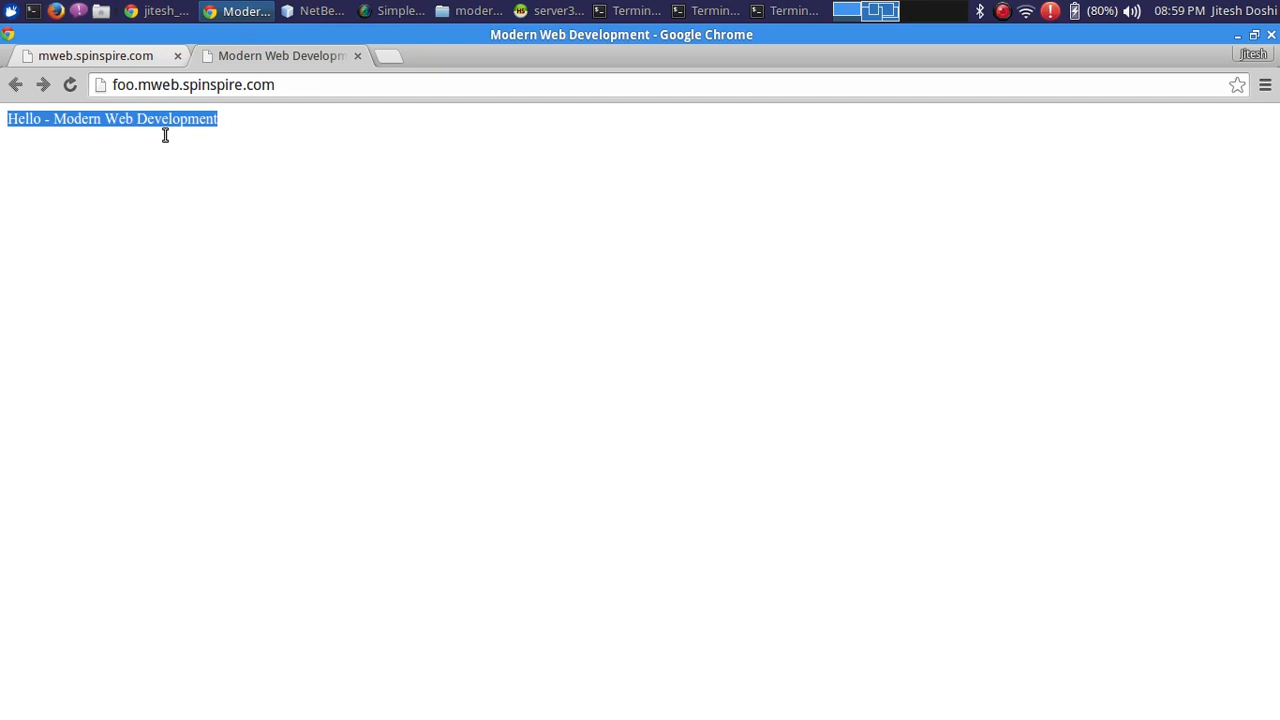 jitesh_... Moder... NetBe... Simple... moder... server3... Termin... Termin... Termin... (80%) 08:59 PM Jitesh Doshi
Modern Web Development - Google Chrome
mweb.spinspire.com Modern Web Developm Jitesh
foo.mweb.spinspire.com
Hello - Modern Web Development